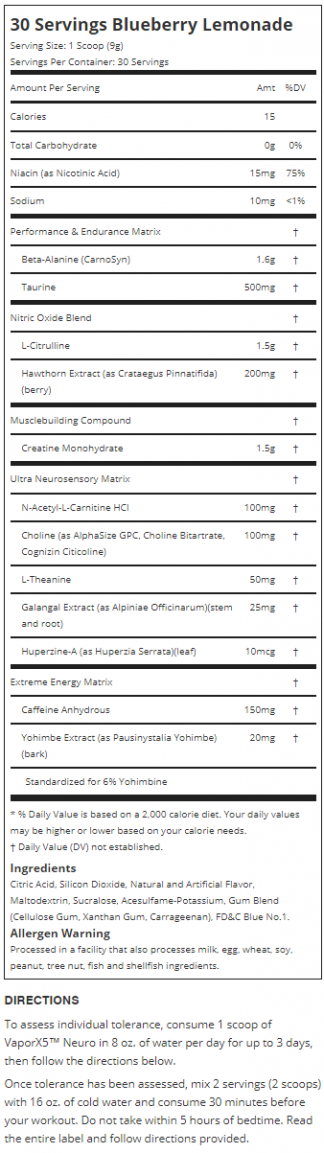 30 Servings Blueberry Lemonade
Serving Size: 1 Scoop (9g)
Servings Per Container: 30 Servings
Amount Per Serving Amt %DV
Calories 15
Total Carbohydrate 0g 0%
Niacin (as Nicotinic Acid) 15mg 75%
Sodium 10mg <1%
Performance & Endurance Matrix †
Beta-Alanine (CarnoSyn) 1.6g †
Taurine 500mg †
Nitric Oxide Blend †
L-Citrulline 1.5g †
Hawthorn Extract (as Crataegus Pinnatifida) 200mg †
(berry)
Musclebuilding Compound †
Creatine Monohydrate 1.5g †
Ultra Neurosensory Matrix †
N-Acetyl-L-Carnitine HCl 100mg †
Choline (as AlphaSize GPC, Choline Bitartrate, 100mg †
Cognizin Citicoline)
L-Theanine 50mg †
Galangal Extract (as Alpiniae Officinarum)(stem 25mg †
and root)
Huperzine-A (as Huperzia Serrata)(leaf) 10mcg †
Extreme Energy Matrix †
Caffeine Anhydrous 150mg †
Yohimbe Extract (as Pausinystalia Yohimbe) 20mg †
(bark)
Standardized for 6% Yohimbine
* % Daily Value is based on a 2,000 calorie diet. Your daily values
may be higher or lower based on your calorie needs.
† Daily Value (DV) not established.
Ingredients
Citric Acid, Silicon Dioxide, Natural and Artificial Flavor,
Maltodextrin, Sucralose, Acesulfame-Potassium, Gum Blend
(Cellulose Gum, Xanthan Gum, Carrageenan), FD&C Blue No.1.
Allergen Warning
Processed in a facility that also processes milk, egg, wheat, soy,
peanut, tree nut, fish and shellfish ingredients.
DIRECTIONS
To assess individual tolerance, consume 1 scoop of
VaporX5™ Neuro in 8 oz. of water per day for up to 3 days,
then follow the directions below.
Once tolerance has been assessed, mix 2 servings (2 scoops)
with 16 oz. of cold water and consume 30 minutes before
your workout. Do not take within 5 hours of bedtime. Read
the entire label and follow directions provided.